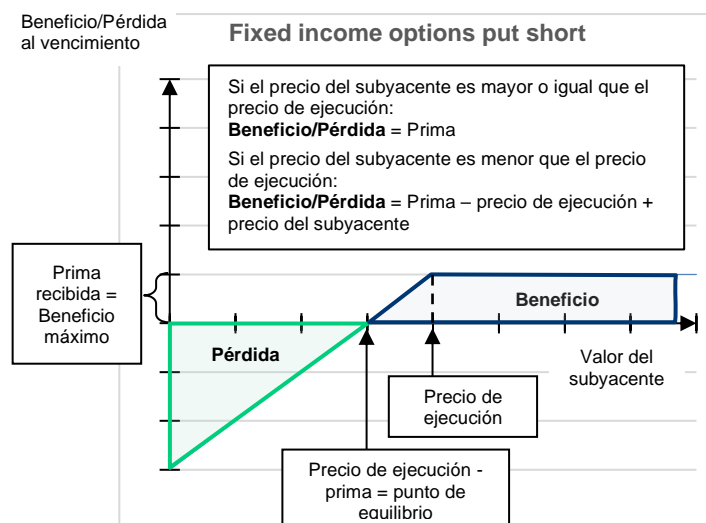 Beneficio/Pérdida
al vencimiento
Fixed income options put short
Si el precio del subyacente es mayor o igual que el
precio de ejecución:
Beneficio/Pérdida = Prima
Si el precio del subyacente es menor que el precio
de ejecución:
Beneficio/Pérdida = Prima – precio de ejecución +
precio del subyacente
Prima
recibida =
Beneficio
máximo
Beneficio
Pérdida
Valor del
subyacente
Precio de
ejecución
Precio de ejecución -
prima = punto de
equilibrio